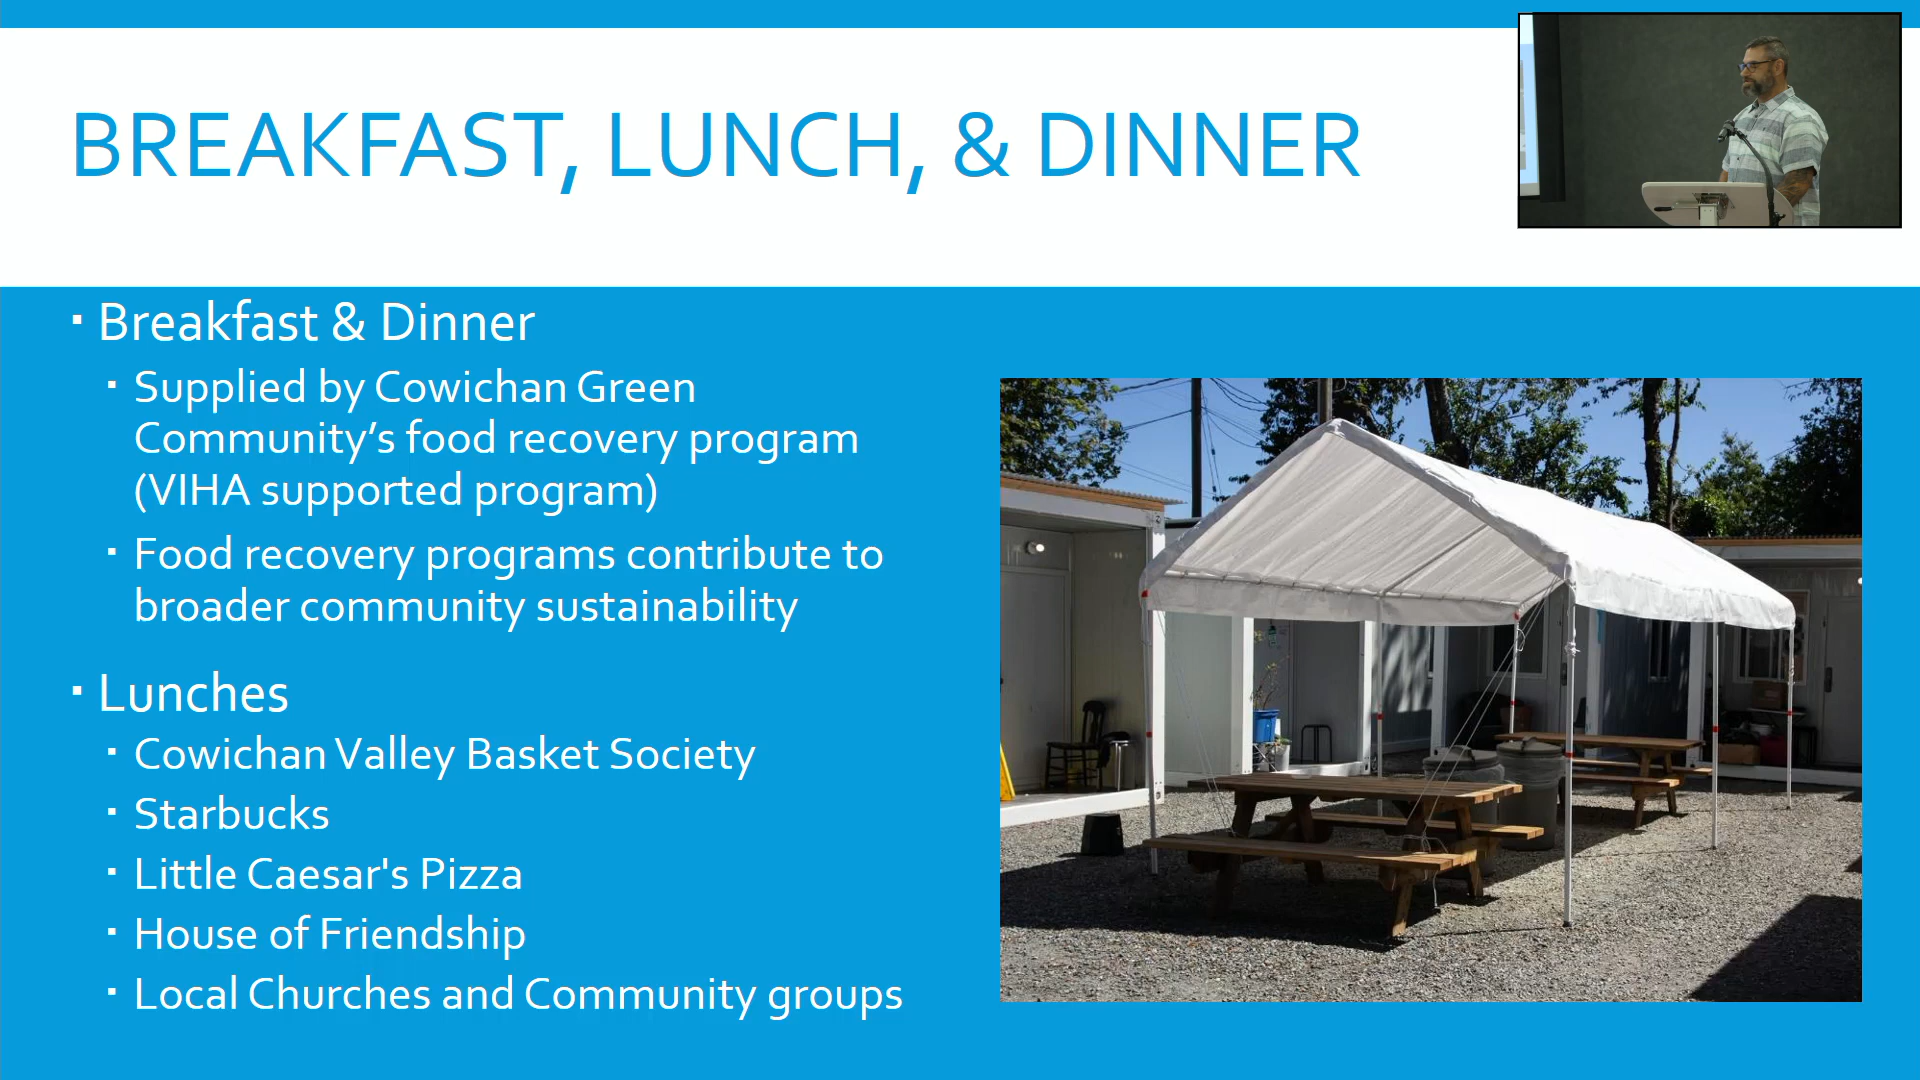 BREAKFAST, LUNCH, & DINNER
▪ Breakfast & Dinner
▪ Supplied by Cowichan Green
Community’s food recovery program
(VIHA supported program)
▪ Food recovery programs contribute to
broader community sustainability
▪ Lunches
▪ Cowichan Valley Basket Society
▪ Starbucks
▪ Little Caesar's Pizza
▪ House of Friendship
▪ Local Churches and Community groups